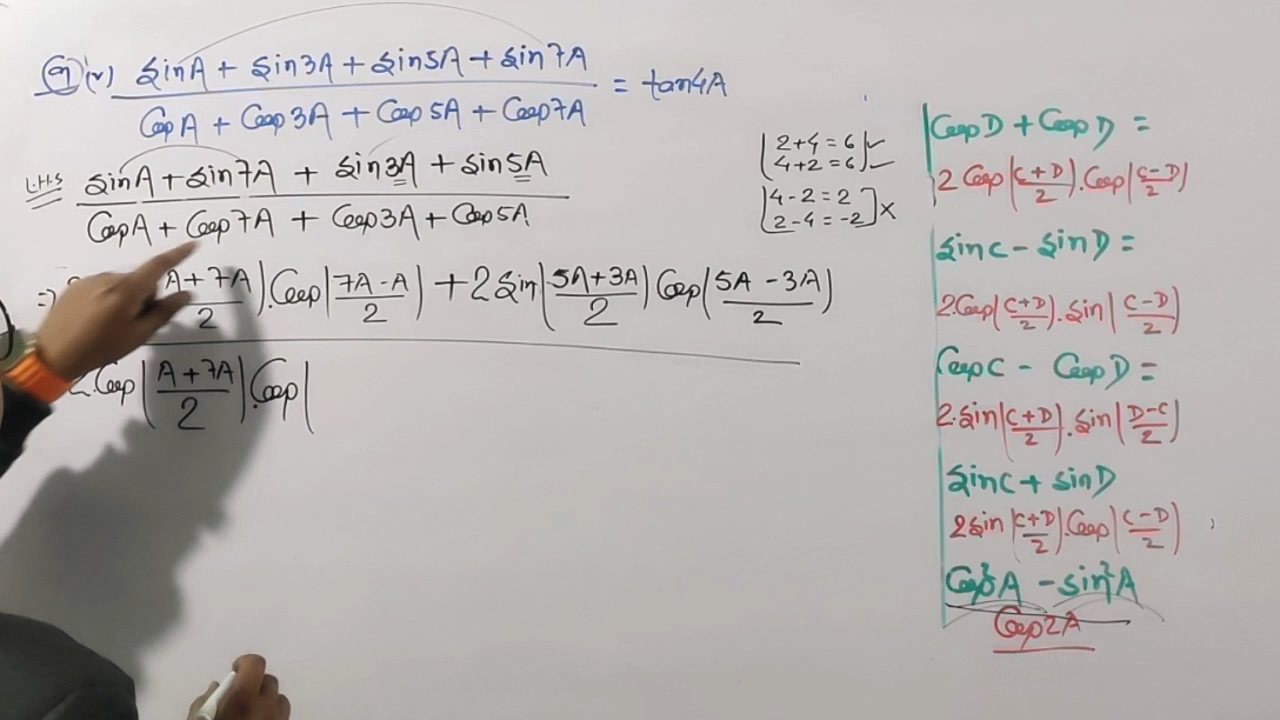 Q(v) sinA + sin3A + sin5A + sin7A = tan4A
CosA + Cos3A + Cos5A + Cos7A
L.H.S sinA + sin7A + sin3A + sin5A
CosA + Cos7A + Cos3A + Cos5A
=) A+7A/2).Cos(7A-A/2) + 2 Sin(5A+3A/2) Cos(5A-3A/2)
Cos(A+7A/2).Cos(
2+4=6
4+2=6
4-2=2
2-4=-2 ×
CosD + CosD =
2 Cos(C+D/2).Cos(C-D/2)
sinC - sinD =
2.Cos(C+D/2).sin(C-D/2)
CosC - CosD =
2.sin(C+D/2).sin(D-C/2)
sinC + sinD
2sin(C+D/2).Cos(C-D/2)
Cos²A - sin²A
Cos2A